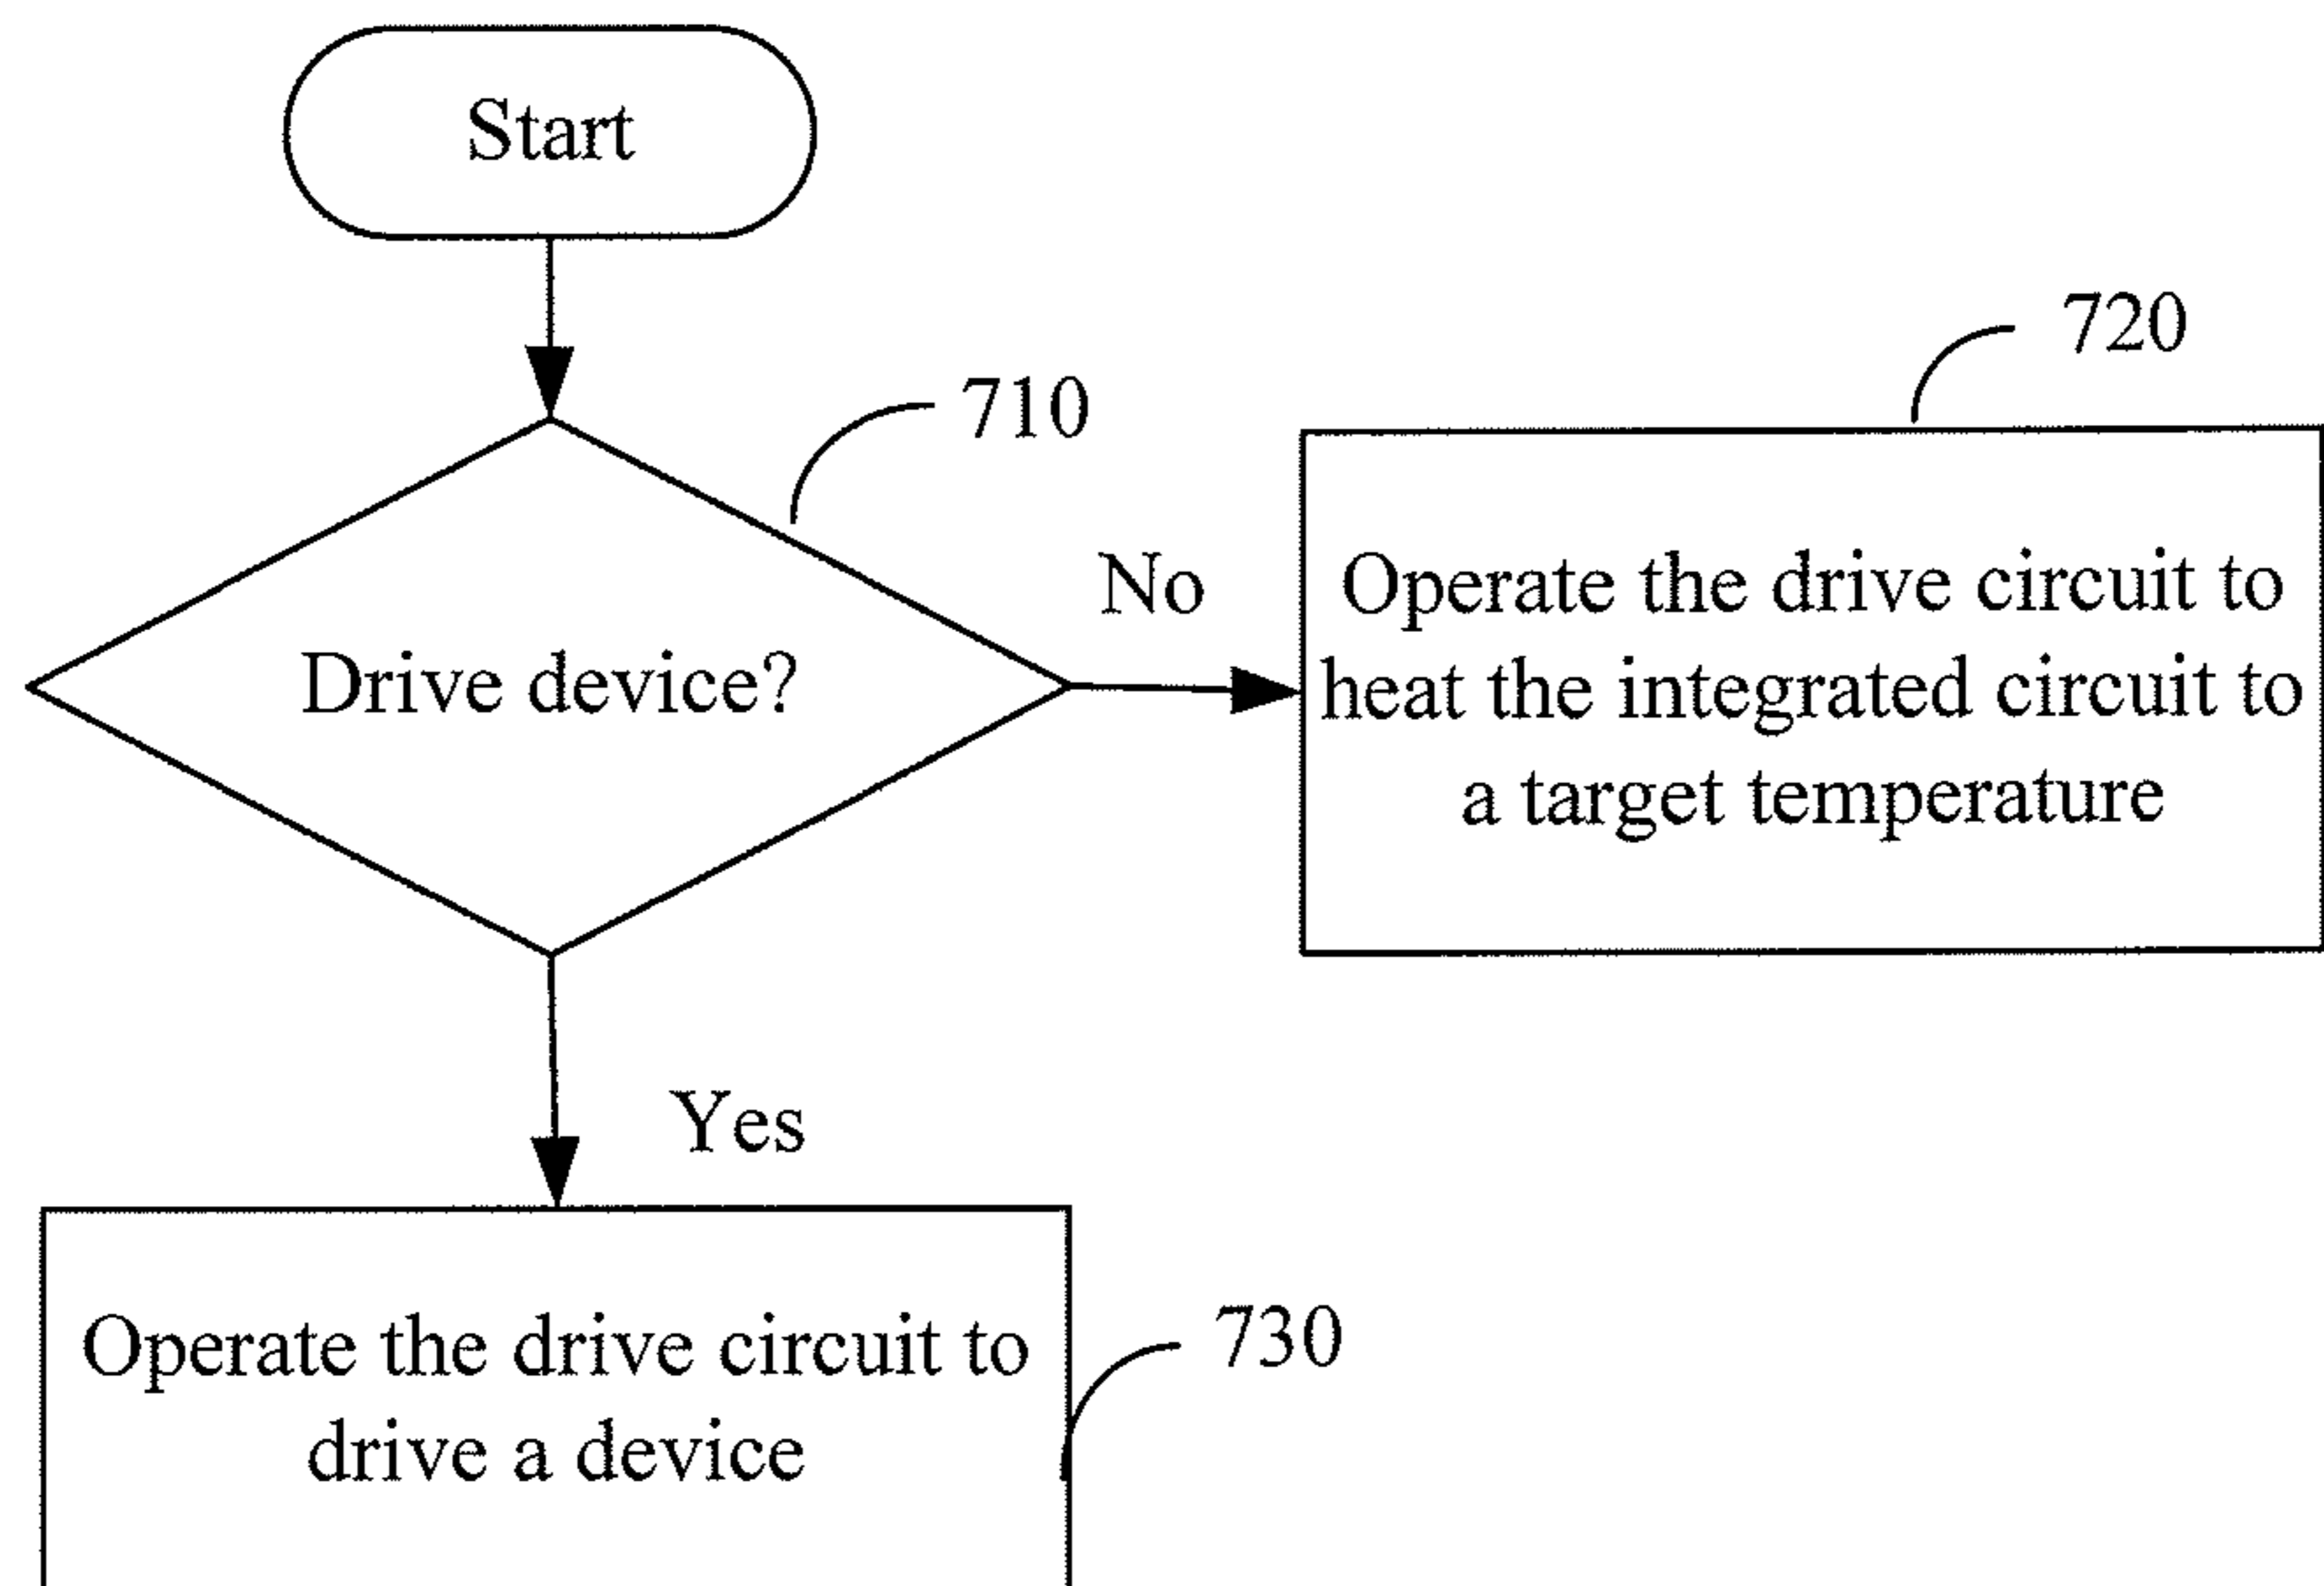 Start
710
720
Drive device?
No
Operate the drive circuit to
heat the integrated circuit to
a target temperature
Yes
Operate the drive circuit to
drive a device
730